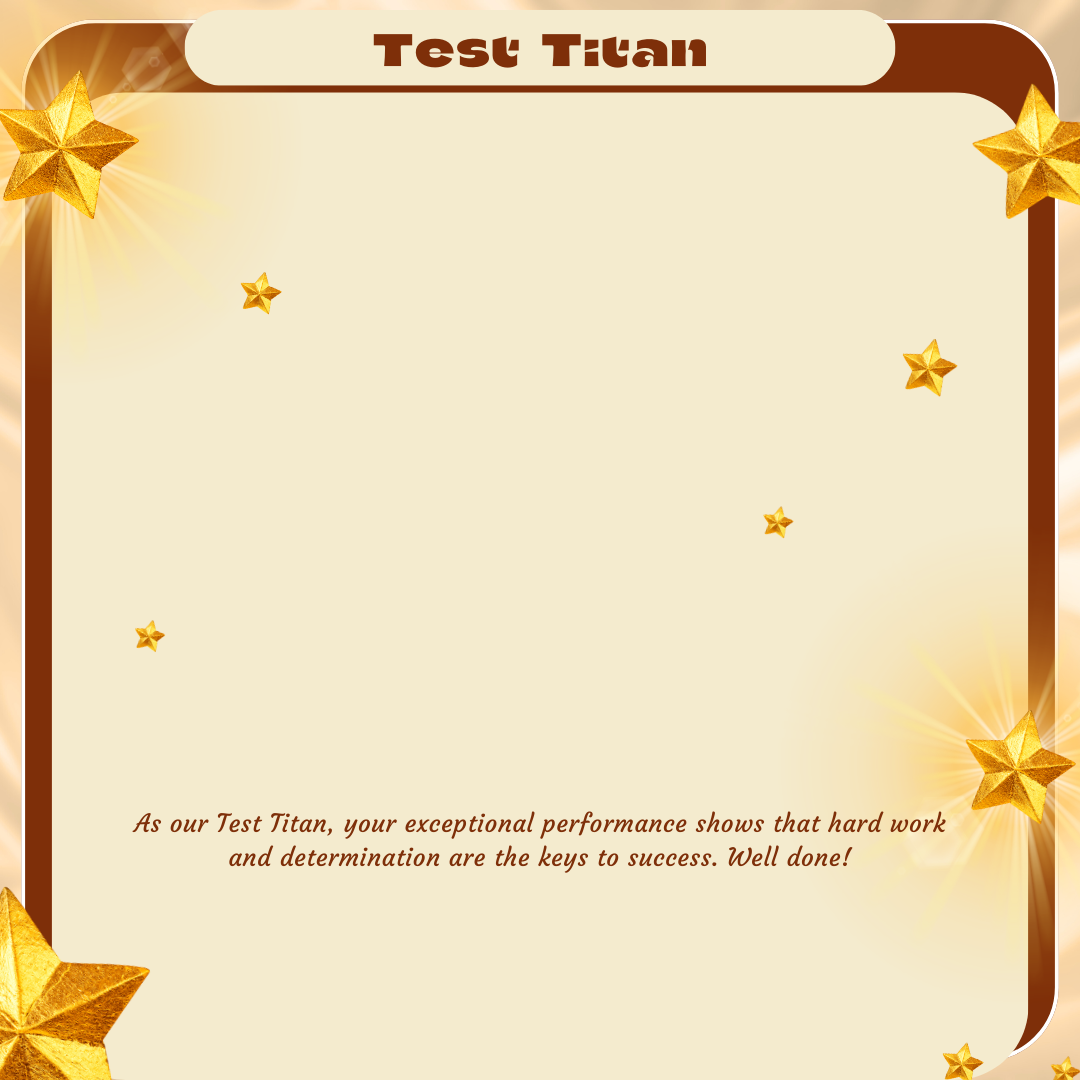 Test Titan
As our Test Titan, your exceptional performance shows that hard work
and determination are the keys to success. Well done!